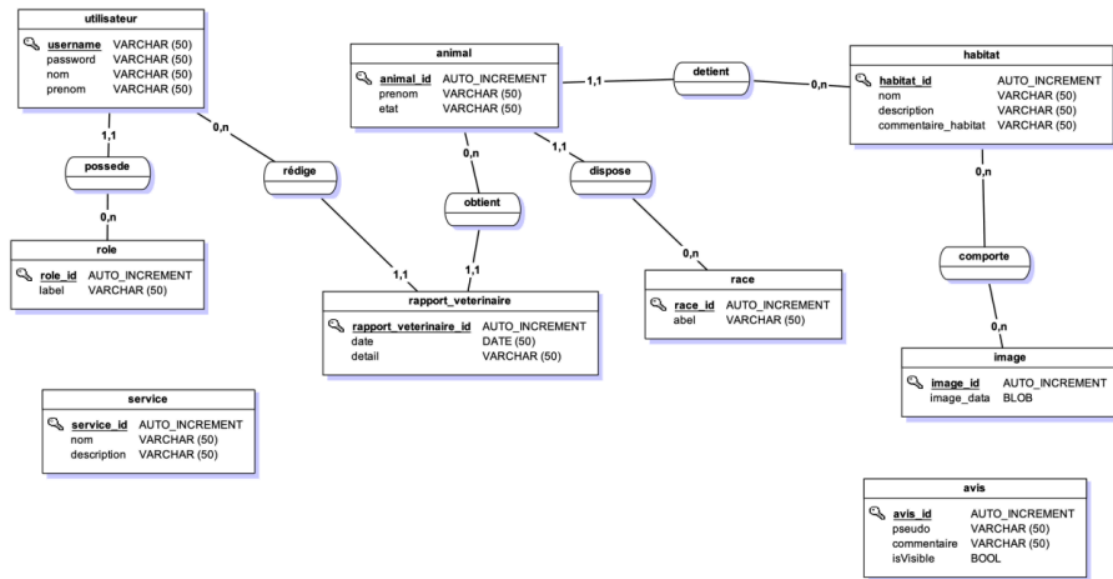 utilisateur
username VARCHAR (50)
password VARCHAR (50)
nom VARCHAR (50)
prenom VARCHAR (50)
animal
animal_id AUTO_INCREMENT
prenom VARCHAR (50)
etat VARCHAR (50)
1,1
detient
0,n
habitat
habitat_id AUTO_INCREMENT
nom VARCHAR (50)
description VARCHAR (50)
commentaire_habitat VARCHAR (50)
1,1
possede
0,n
0,n
rédige
1,1
0,n
obtient
1,1
1,1
dispose
0,n
0,n
comporte
0,n
role
role_id AUTO_INCREMENT
label VARCHAR (50)
rapport_veterinaire
rapport_veterinaire_id AUTO_INCREMENT
date DATE (50)
detail VARCHAR (50)
race
race_id AUTO_INCREMENT
abel VARCHAR (50)
image
image_id AUTO_INCREMENT
image_data BLOB
service
service_id AUTO_INCREMENT
nom VARCHAR (50)
description VARCHAR (50)
avis
avis_id AUTO_INCREMENT
pseudo VARCHAR (50)
commentaire VARCHAR (50)
isVisible BOOL